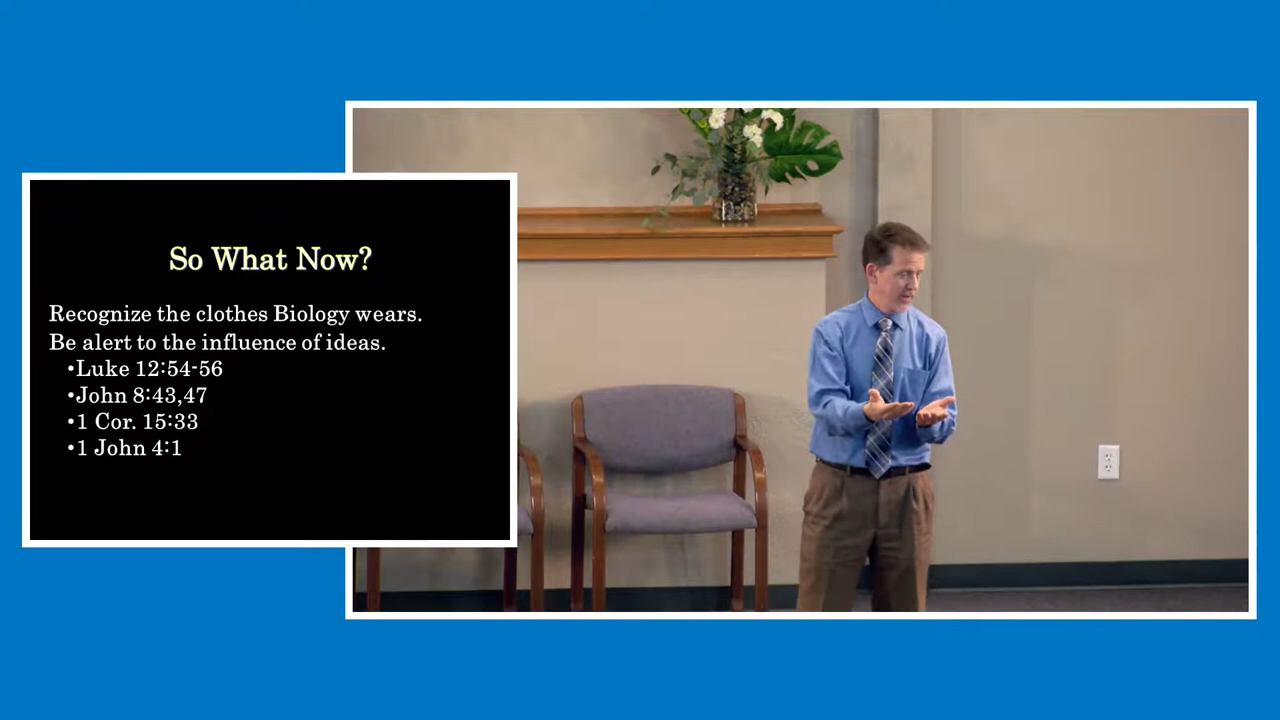 So What Now?
Recognize the clothes Biology wears.
Be alert to the influence of ideas.
•Luke 12:54-56
•John 8:43,47
•1 Cor. 15:33
•1 John 4:1